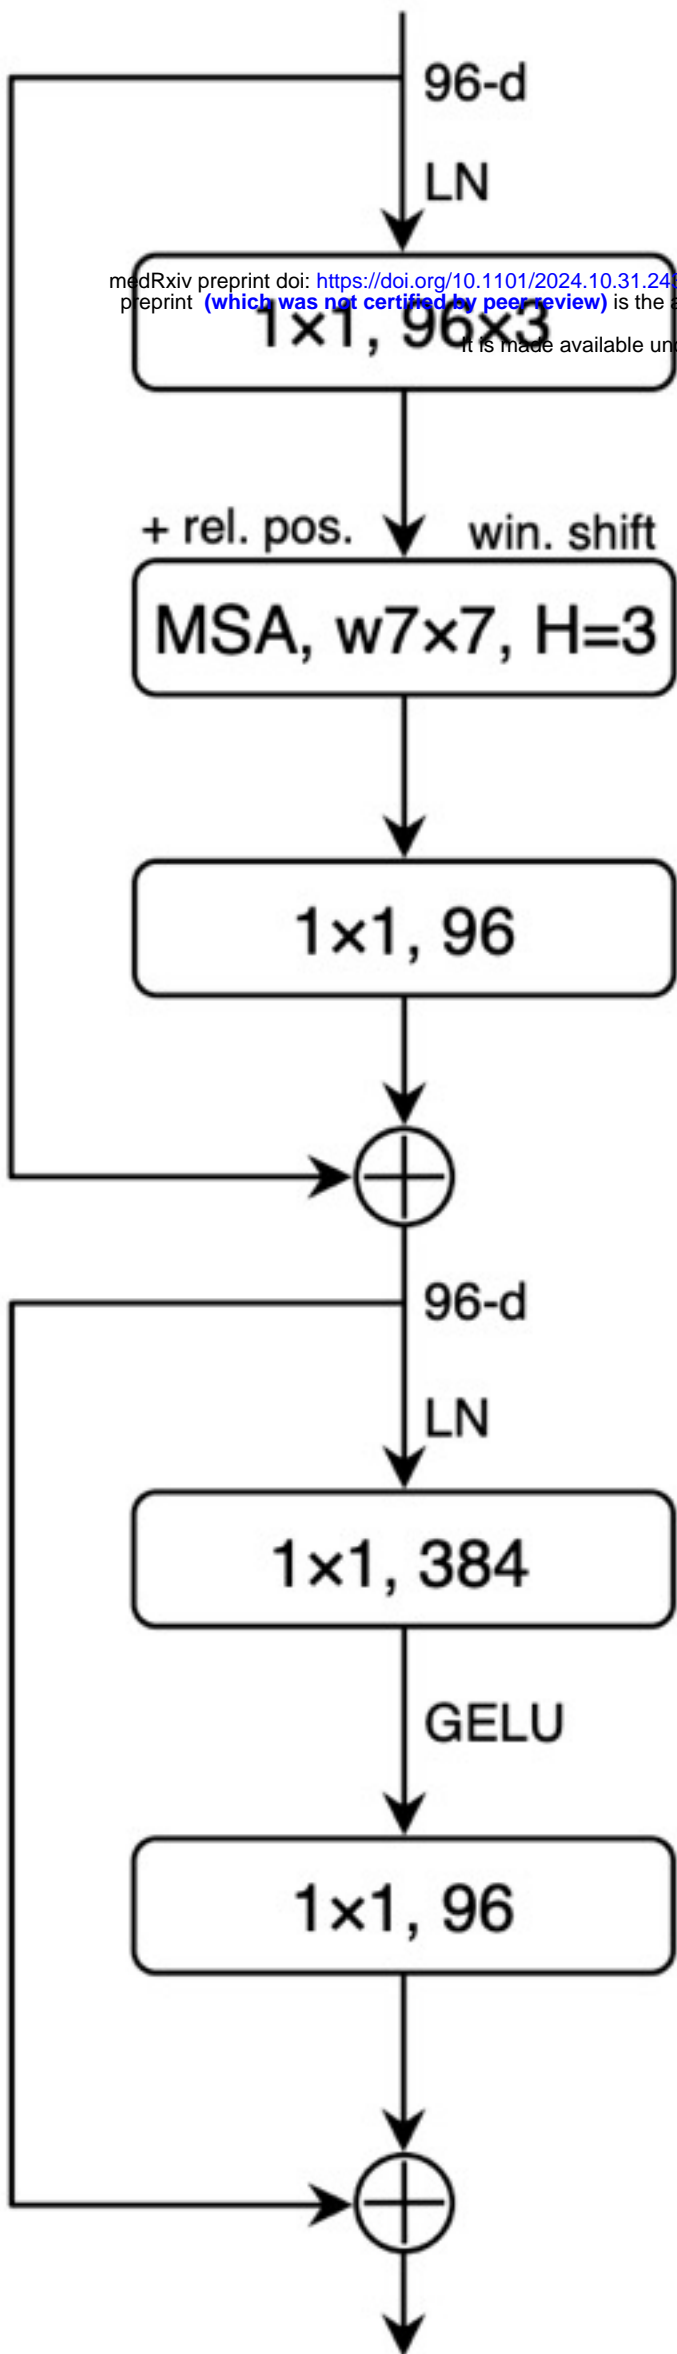 96-d
LN
medRxiv preprint doi: https://doi.org/10.1101/2024.10.31.243
preprint (which was not certified by peer review) is the a
1×1, 96×3
It is made available un
+ rel. pos. win. shift
MSA, w7×7, H=3
1×1, 96
96-d
LN
1×1, 384
GELU
1×1, 96